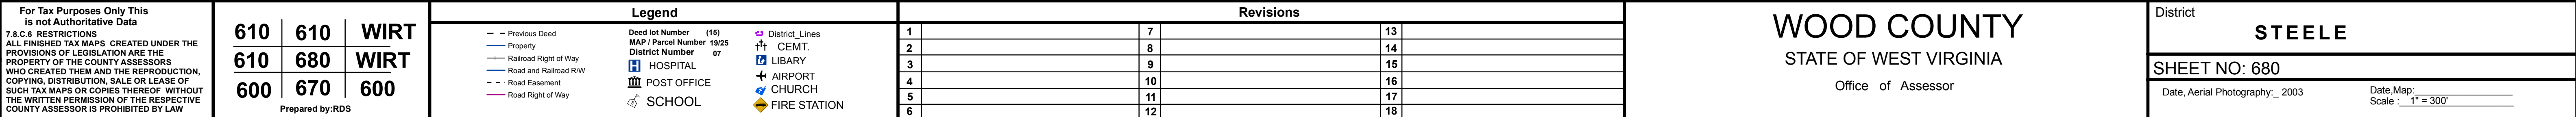 For Tax Purposes Only This
is not Authoritative Data
7.8.C.6 RESTRICTIONS
ALL FINISHED TAX MAPS CREATED UNDER THE
PROVISIONS OF LEGISLATION ARE THE
PROPERTY OF THE COUNTY ASSESSORS
WHO CREATED THEM AND THE REPRODUCTION,
COPYING, DISTRIBUTION, SALE OR LEASE OF
SUCH TAX MAPS OR COPIES THEREOF WITHOUT
THE WRITTEN PERMISSION OF THE RESPECTIVE
COUNTY ASSESSOR IS PROHIBITED BY LAW
610 610 WIRT
610 680 WIRT
600 670 600
Prepared by:RDS
Legend
Previous Deed
Property
Railroad Right of Way
Road and Railroad R/W
Road Easement
Road Right of Way
Deed lot Number (15)
MAP / Parcel Number 19/25
District Number 07
H HOSPITAL
POST OFFICE
SCHOOL
District_Lines
CEMT.
LIBARY
AIRPORT
CHURCH
FIRE STATION
Revisions
1 7 13
2 8 14
3 9 15
4 10 16
5 11 17
6 12 18
WOOD COUNTY
STATE OF WEST VIRGINIA
Office of Assessor
District
STEELE
SHEET NO: 680
Date, Aerial Photography:_ 2003
Date,Map:____________________
Scale :__1" = 300'______________